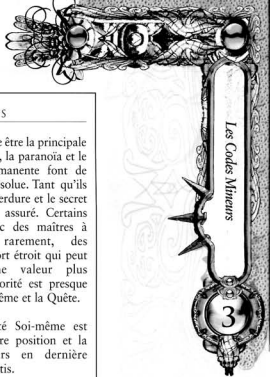 S
e être la principale
, la paranoïa et le
manente font de
solue. Tant qu'ils
erdure et le secret
assuré. Certains
c des maîtres à
rarement, des
ort étroit qui peut
ne valeur plus
orité est presque
ême et la Quête.
té Soi-même est
re position et la
rs en dernière
tis.
Les Codes Mineurs
3